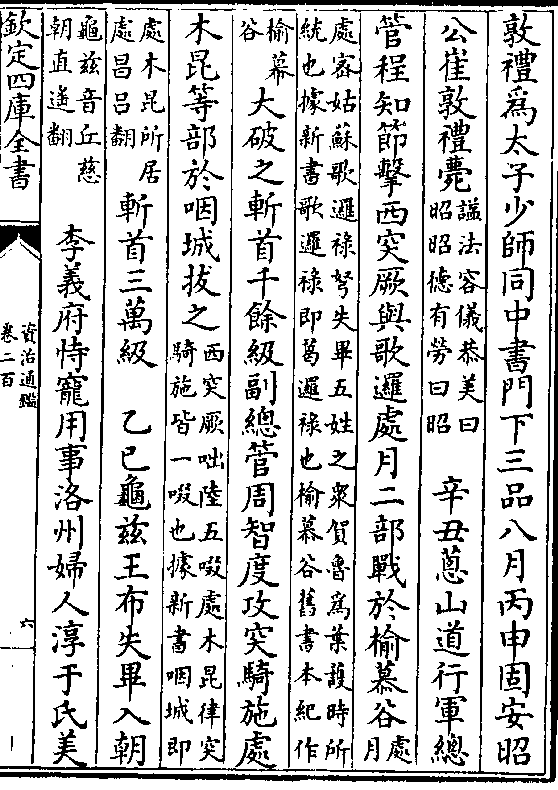 敦禮爲太子少師同中書門下三品八月丙申固安昭
公崔敦禮薨諡法容儀恭美曰昭昭德有勞曰昭 辛丑蔥山道行軍總
管程知節擊西突厥與歌邏處月二部戰於榆慕谷處月
處密姑蘇歌邏祿弩失畢五姓之衆賀魯爲葉護時所統也據新書歌邏祿卽葛邏祿也榆慕谷舊書本紀作
榆幕谷大破之斬首千餘級副總管周智度攻突騎施處
木昆等部於咽城拔之西突厥咄陸五啜處木昆律突騎施皆一啜也據新書咽城卽
處木昆所居處昌呂翻斬首三萬級 乙巳龜茲王布失畢入朝
龜茲音丘慈朝直遙翻 李義府恃寵用事洛州婦人淳于氏美
欽定四庫全書
資治通鑑
卷二百
六